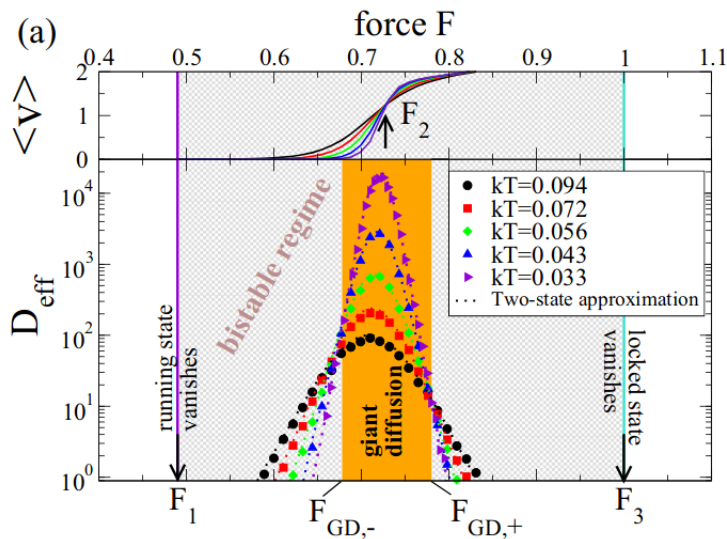 (a)
force F
0.4 0.5 0.6 0.7 0.8 0.9 1 1.1
<v>
2
1
0
F2
D_eff
10^4
10^3
10^2
10^1
10^0
bistable regime
running state
vanishes
giant
diffusion
locked state
vanishes
kT=0.094
kT=0.072
kT=0.056
kT=0.043
kT=0.033
Two-state approximation
F1
F_GD,-
F_GD,+
F3